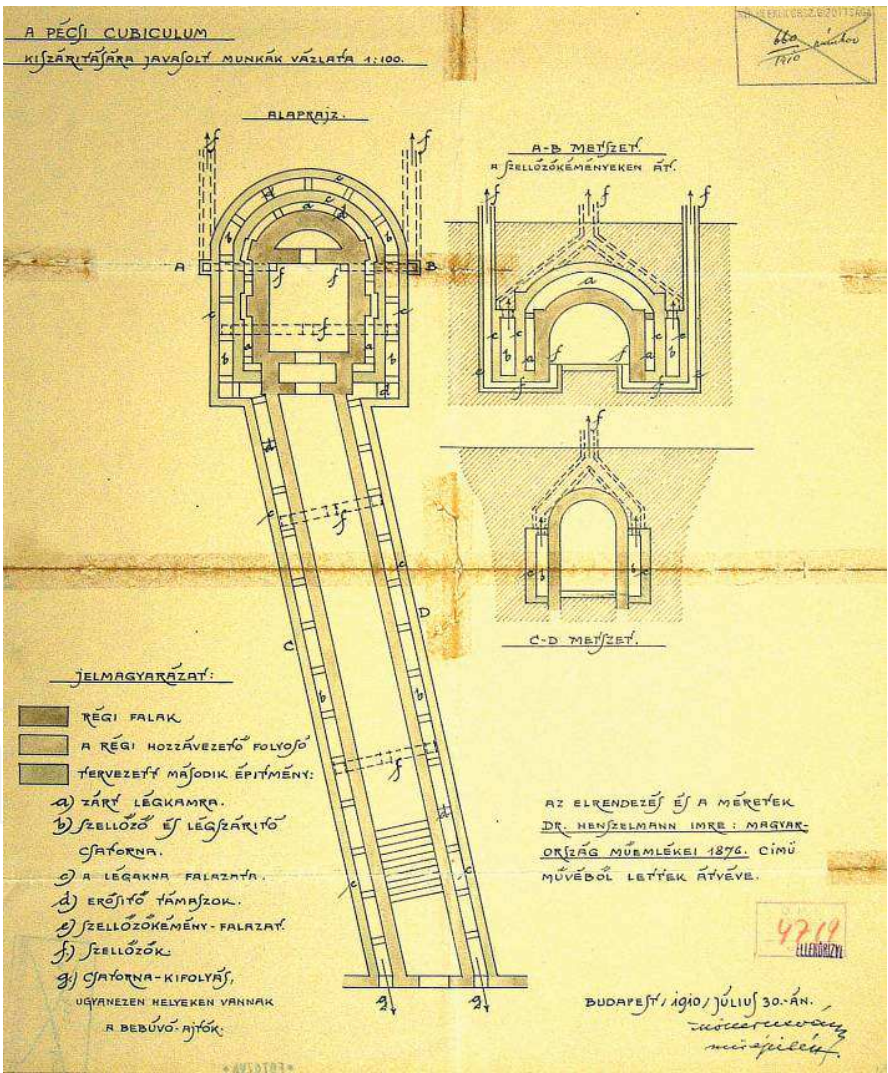 A PÉCSI CUBICULUM
KISZÁRITÁSÁRA JAVASOLT MUNKÁK VÁZLATA 1:100.
660
1910
ALAPRAJZ.
A-B METSZET.
A SZELLŐZŐKÉMÉNYEKEN ÁT.
A
B
C
D
C-D METSZET.
JELMAGYARÁZAT:
RÉGI FALAK
A RÉGI HOZZÁVEZETŐ FOLYOSÓ
TERVEZETT MÁSODIK ÉPITMÉNY:
a) ZÁRT LÉGKAMRA.
b) SZELLŐZŐ ÉS LÉGSZÁRITÓ
CSATORNA.
c) A LÉGAKNA FALAZATA.
d) ERŐSITŐ TÁMASZOK.
e) SZELLŐZŐKÉMÉNY-FALAZAT.
f.) SZELLŐZŐK.
g.) CSATORNA-KIFOLYÁS,
UGYANEZEN HELYEKEN VANNAK
A BEBÚVÓ-AJTÓK.
AZ ELRENDEZÉS ÉS A MÉRETEK
DR. HENSZELMANN IMRE: MAGYAR-
ORSZÁG MŰEMLÉKEI 1876. CÍMŰ
MŰVÉBŐL LETTEK ÁTVÉVE.
4719
BUDAPEST, 1910, JÚLIUS 30.-ÁN.
g
g